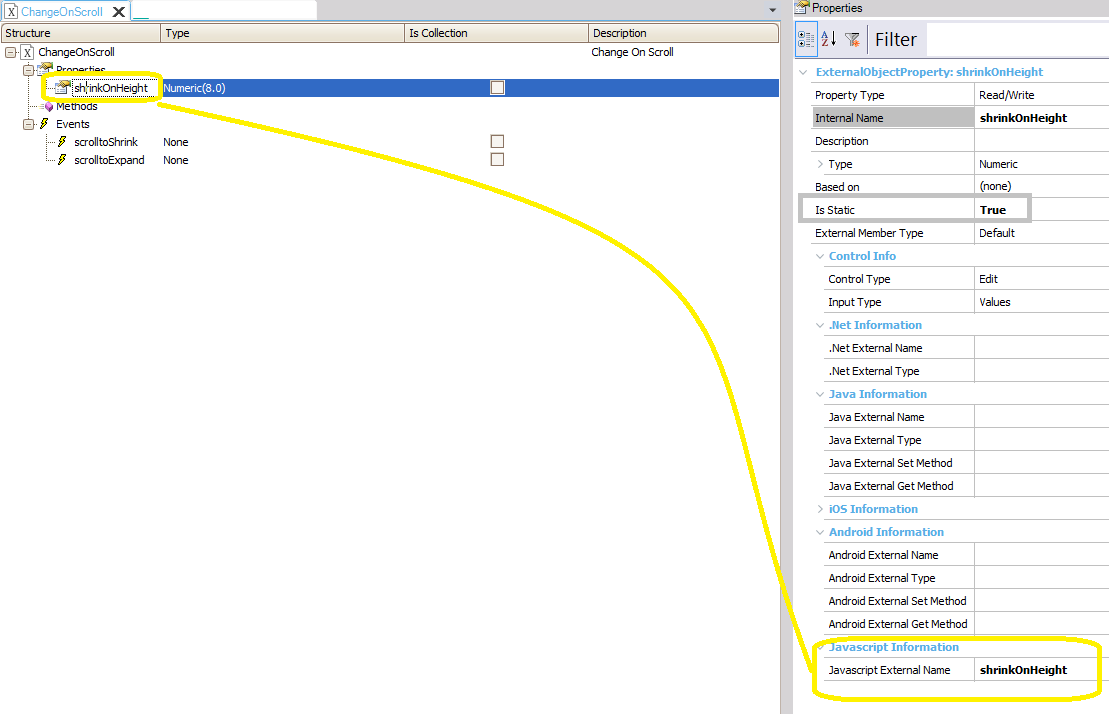 ChangeOnScroll
Structure Type Is Collection Description
ChangeOnScroll Change On Scroll
Properties
shrinkOnHeight Numeric(8.0)
Methods
Events
scrolltoShrink None
scrolltoExpand None
Properties
Filter
ExternalObjectProperty: shrinkOnHeight
Property Type Read/Write
Internal Name shrinkOnHeight
Description
Type Numeric
Based on (none)
Is Static True
External Member Type Default
Control Info
Control Type Edit
Input Type Values
.Net Information
.Net External Name
.Net External Type
Java Information
Java External Name
Java External Type
Java External Set Method
Java External Get Method
iOS Information
Android Information
Android External Name
Android External Type
Android External Set Method
Android External Get Method
Javascript Information
Javascript External Name shrinkOnHeight